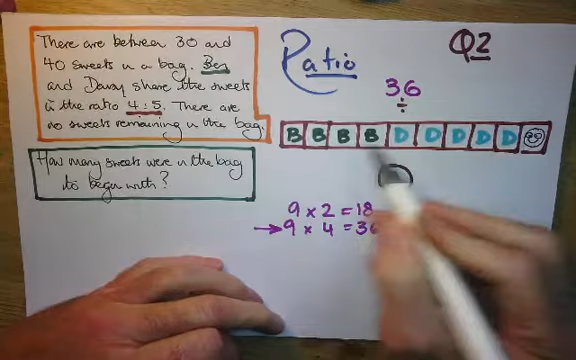 There are between 30 and
40 sweets in a bag. Ben
and Daisy share the sweets
in the ratio 4 : 5. There are
no sweets remaining in the bag.
How many sweets were in the bag
to begin with?
Ratio
Q2
36
÷
B B B B D D D D D
9 × 2 = 18
→ 9 × 4 = 36